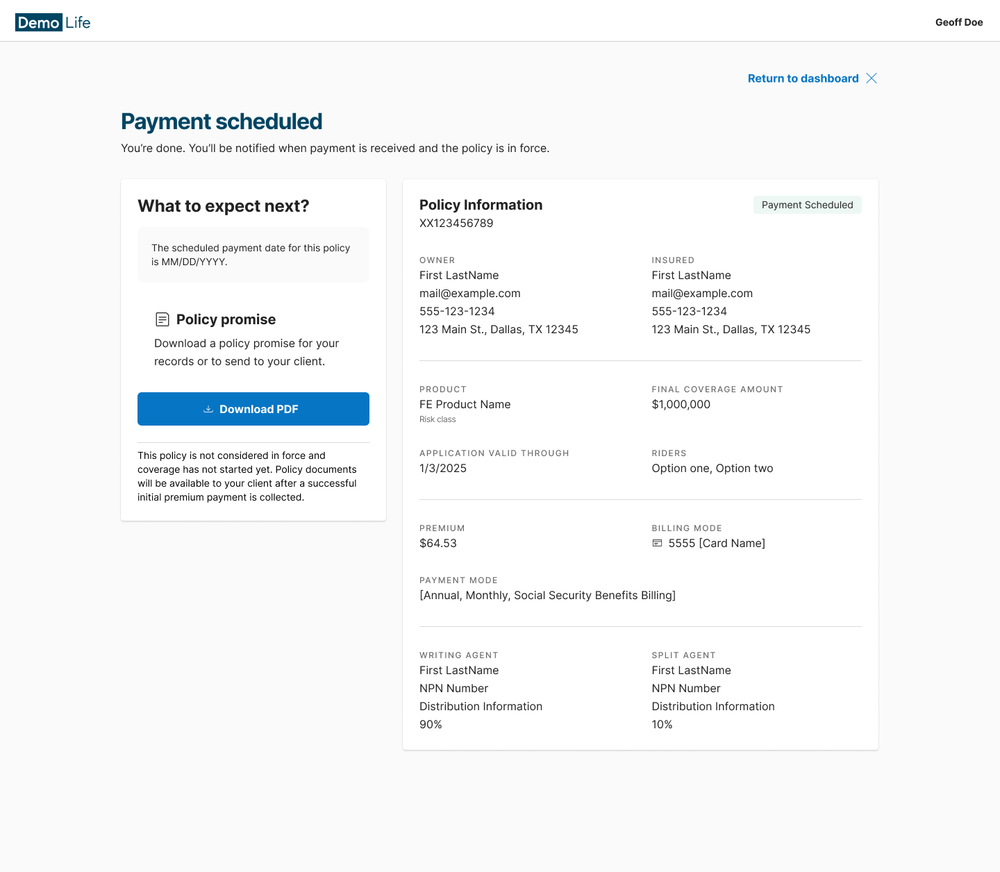 Demo Life
Geoff Doe
Return to dashboard
Payment scheduled
You’re done. You’ll be notified when payment is received and the policy is in force.
What to expect next?
The scheduled payment date for this policy
is MM/DD/YYYY.
Policy promise
Download a policy promise for your
records or to send to your client.
Download PDF
This policy is not considered in force and
coverage has not started yet. Policy documents
will be available to your client after a successful
initial premium payment is collected.
Policy Information
Payment Scheduled
XX123456789
OWNER
First LastName
mail@example.com
555-123-1234
123 Main St., Dallas, TX 12345
INSURED
First LastName
mail@example.com
555-123-1234
123 Main St., Dallas, TX 12345
PRODUCT
FE Product Name
Risk class
FINAL COVERAGE AMOUNT
$1,000,000
APPLICATION VALID THROUGH
1/3/2025
RIDERS
Option one, Option two
PREMIUM
$64.53
BILLING MODE
5555 [Card Name]
PAYMENT MODE
[Annual, Monthly, Social Security Benefits Billing]
WRITING AGENT
First LastName
NPN Number
Distribution Information
90%
SPLIT AGENT
First LastName
NPN Number
Distribution Information
10%